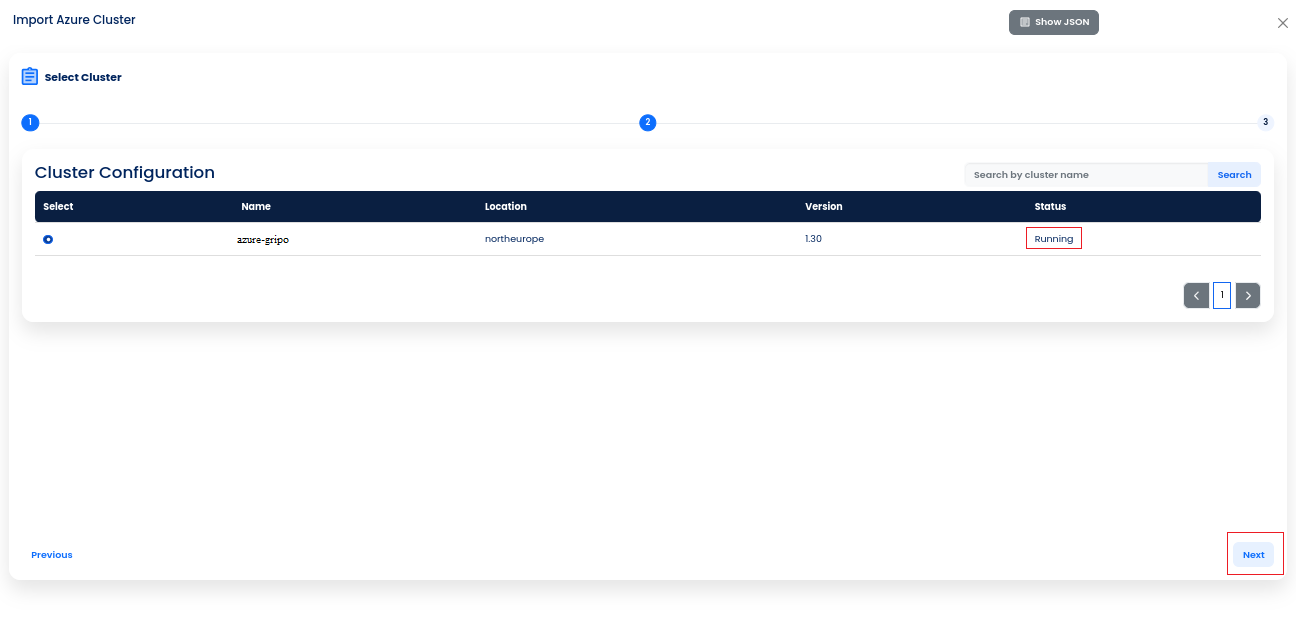 Import Azure Cluster
Show JSON
Select Cluster
1
2
3
Cluster Configuration
Search by cluster name
Search
Select Name Location Version Status
azure-gripo northeurope 1.30 Running
1
Previous
Next